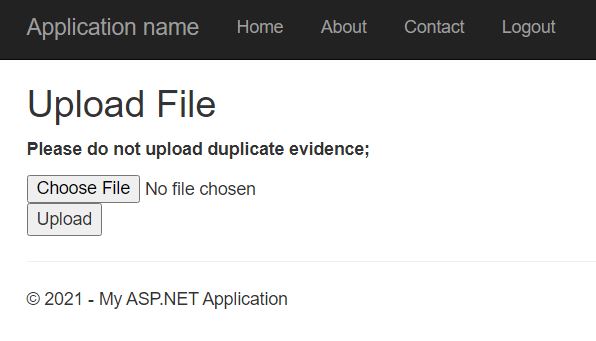 Application name Home About Contact Logout
Upload File
Please do not upload duplicate evidence;
Choose File No file chosen
Upload
© 2021 - My ASP.NET Application